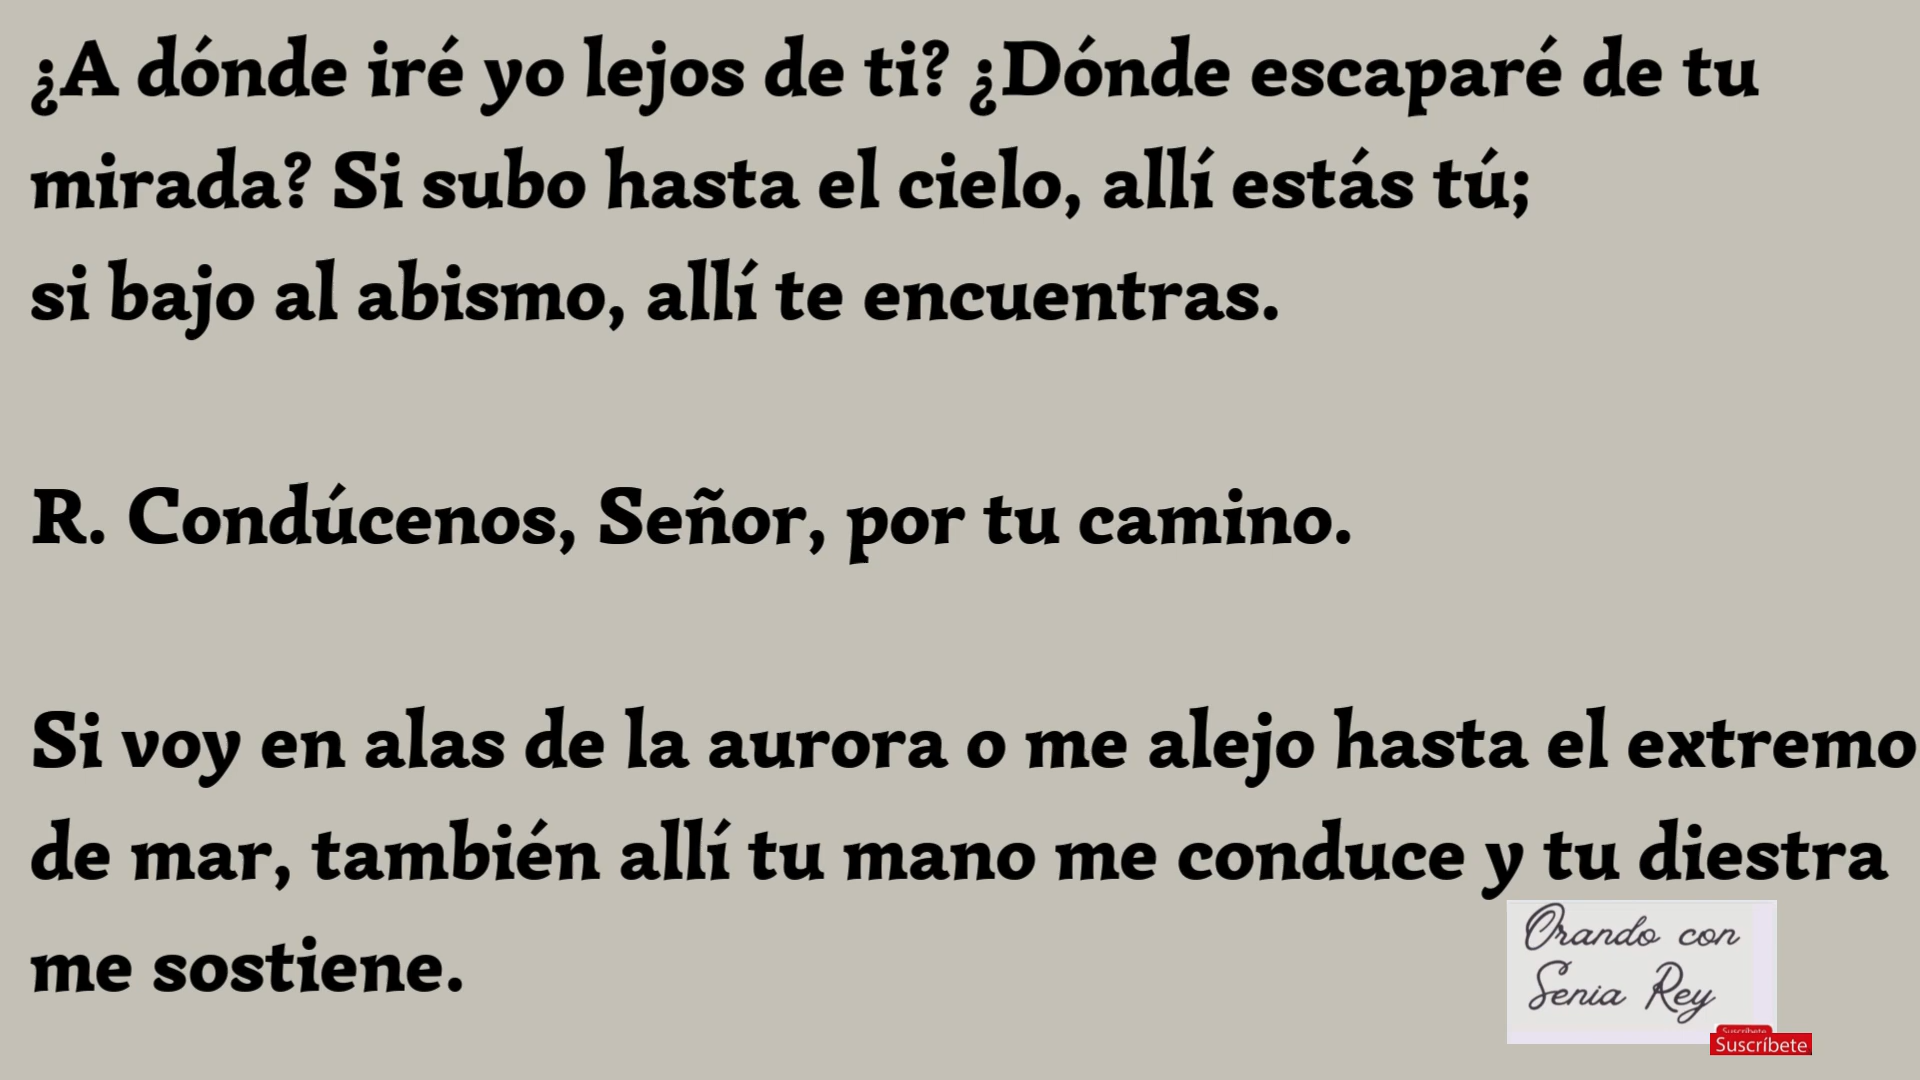 ¿A dónde iré yo lejos de ti? ¿Dónde escaparé de tu
mirada? Si subo hasta el cielo, allí estás tú;
si bajo al abismo, allí te encuentras.
R. Condúcenos, Señor, por tu camino.
Si voy en alas de la aurora o me alejo hasta el extremo
de mar, también allí tu mano me conduce y tu diestra
me sostiene.
Orando con
Senia Rey
Suscríbete
Suscríbete